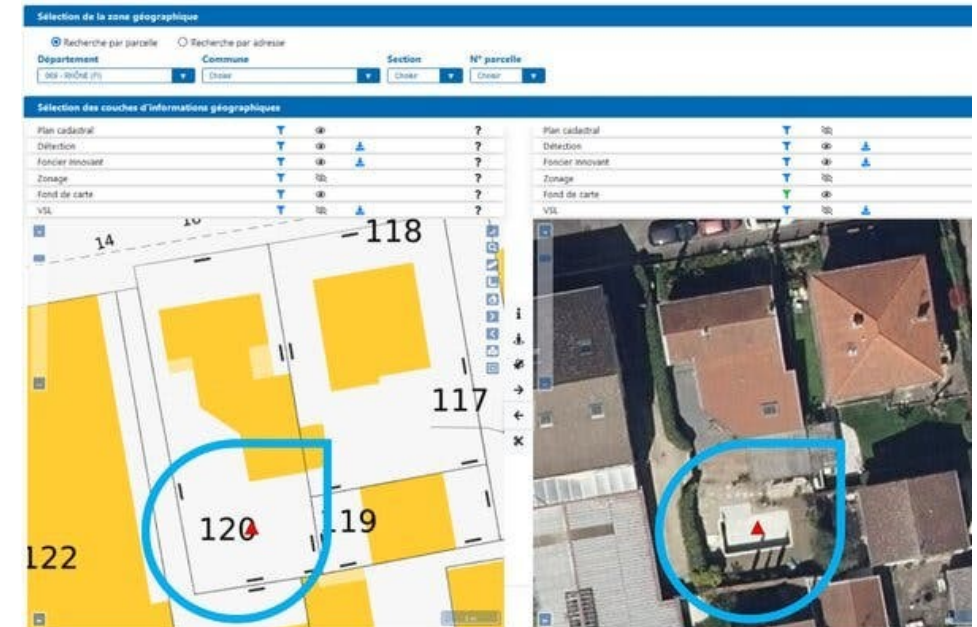 Sélection de la zone géographique
Recherche par parcelle Recherche par adresse
Département Commune Section N° parcelle
069 - RHÔNE (F) Choisir Choisir Choisir
Sélection des couches d'informations géographiques
Plan cadastral ?
Détection ?
Foncier Innovant ?
Zonage ?
Fond de carte ?
VSL ?
Plan cadastral
Détection
Foncier Innovant
Zonage
Fond de carte
VSL
14
118
117
120
119
122